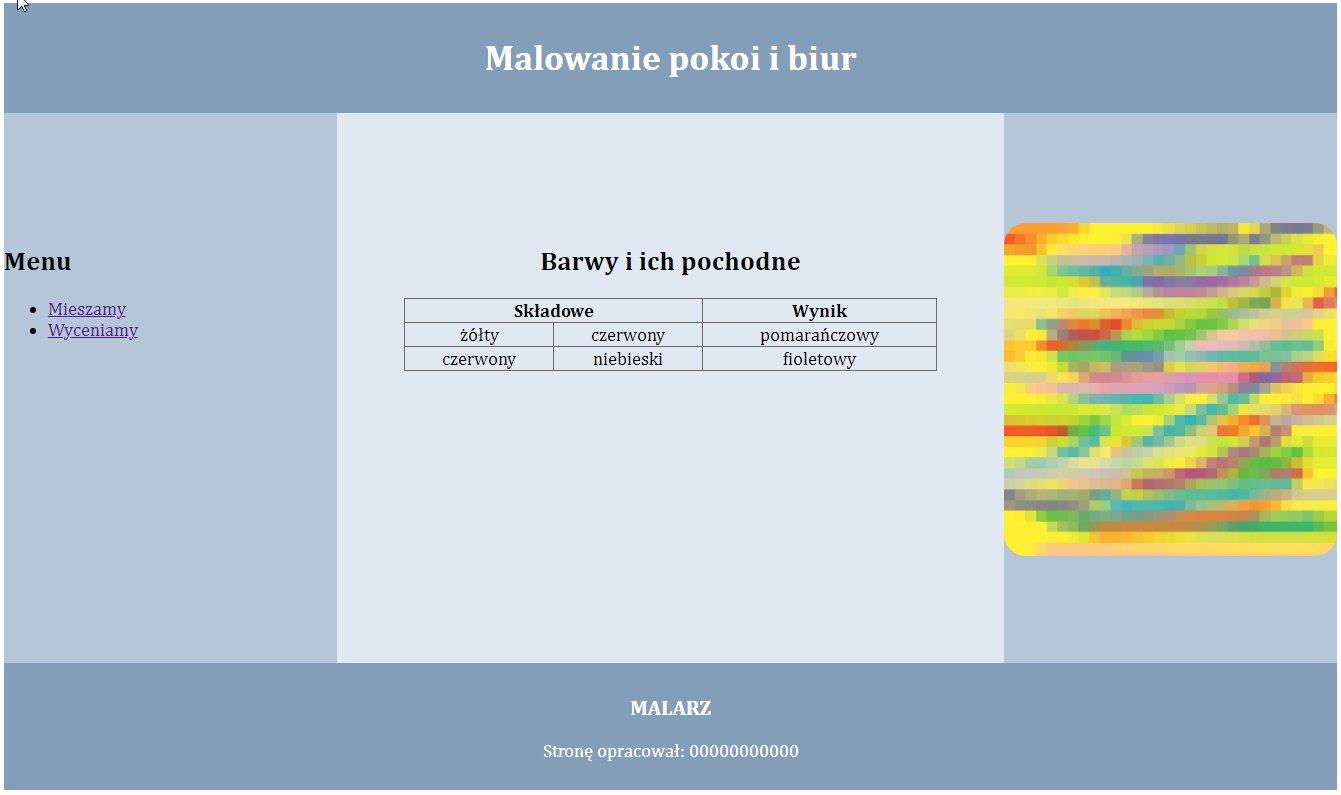 Malowanie pokoi i biur
Menu
Mieszamy
Wyceniamy
Barwy i ich pochodne
Składowe Wynik
żółty czerwony pomarańczowy
czerwony niebieski fioletowy
MALARZ
Stronę opracował: 00000000000